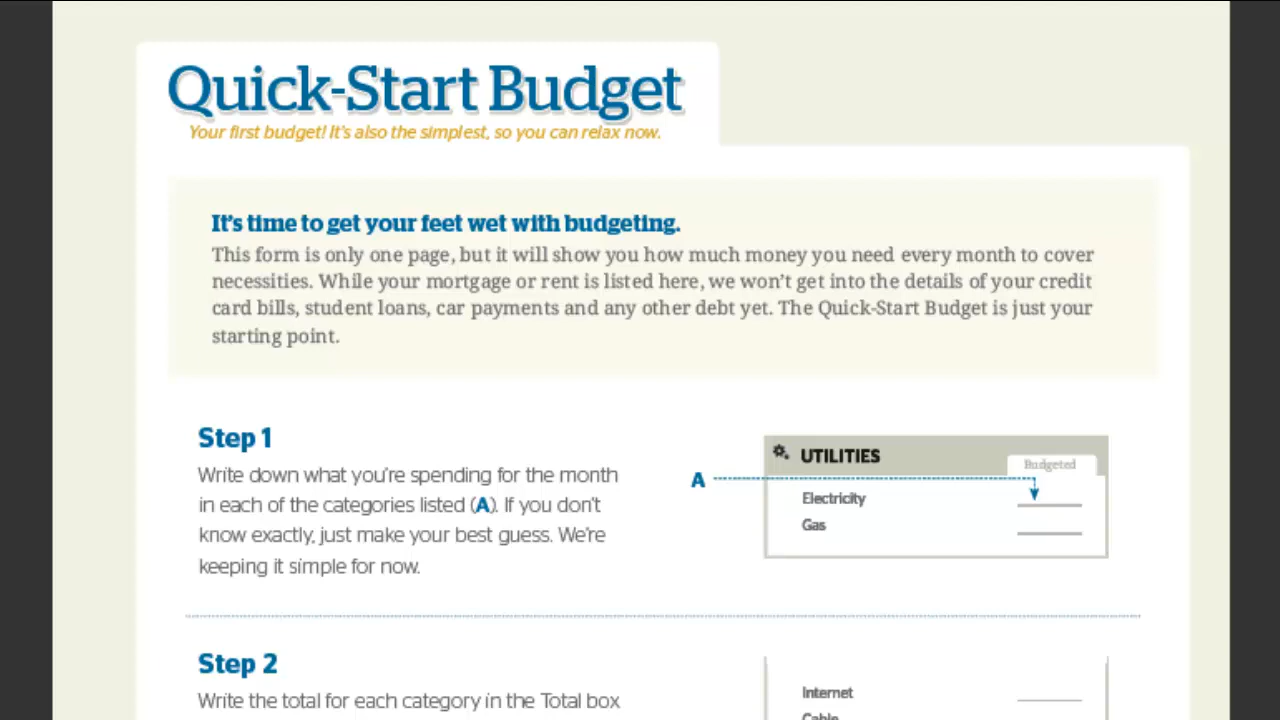 Quick-Start Budget
Your first budget! It's also the simplest, so you can relax now.
It's time to get your feet wet with budgeting.
This form is only one page, but it will show you how much money you need every month to cover
necessities. While your mortgage or rent is listed here, we won't get into the details of your credit
card bills, student loans, car payments and any other debt yet. The Quick-Start Budget is just your
starting point.
Step 1
Write down what you're spending for the month
in each of the categories listed (A). If you don't
know exactly, just make your best guess. We're
keeping it simple for now.
A
UTILITIES
Budgeted
Electricity
Gas
Step 2
Write the total for each category in the Total box
Internet
Cable